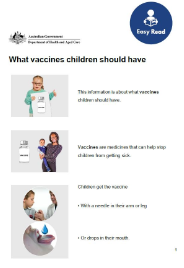 Easy Read
Australian Government
Department of Health and Aged Care
What vaccines children should have
This information is about what vaccines
children should have.
Vaccines are medicines that can help stop
children from getting sick.
Children get the vaccine
• With a needle in their arm or leg
• Or drops in their mouth.